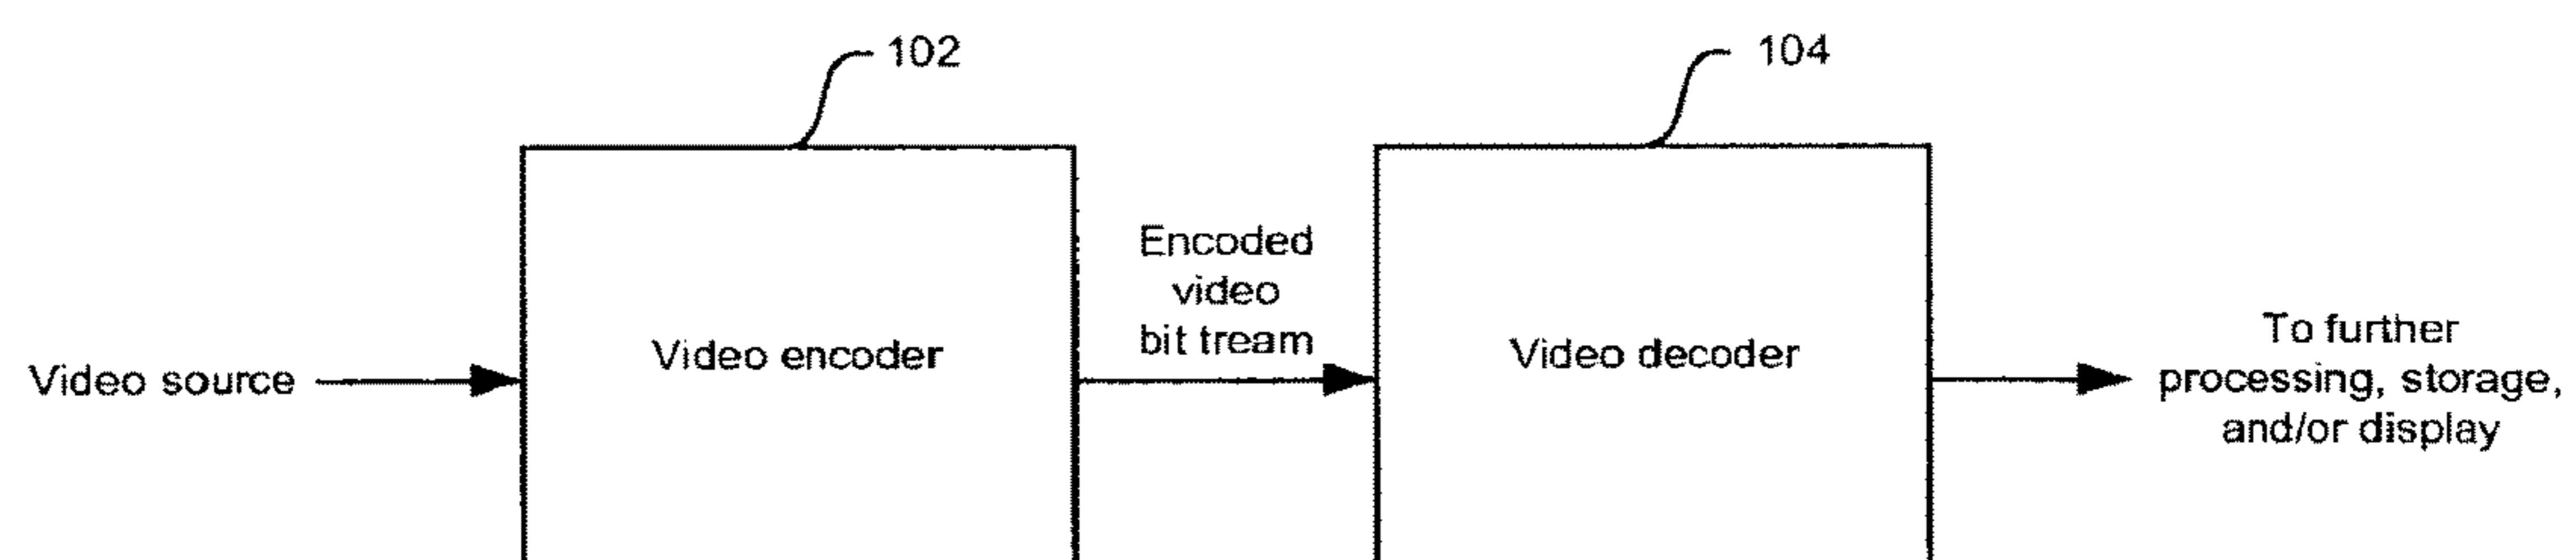 102
104
Video source
Video encoder
Encoded
video
bit tream
Video decoder
To further
processing, storage,
and/or display